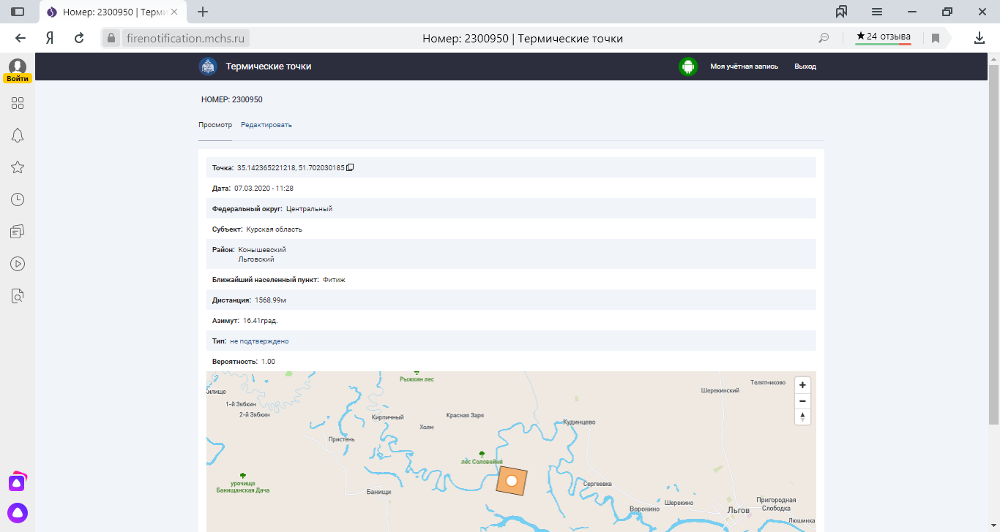 Номер: 2300950 | Терми
firenotification.mchs.ru
Номер: 2300950 | Термические точки
★24 отзыва
Войти
Термические точки
Моя учётная запись
Выход
НОМЕР: 2300950
Просмотр
Редактировать
Точка: 35.142365221218, 51.702030185
Дата: 07.03.2020 - 11:28
Федеральный округ: Центральный
Субъект: Курская область
Район: Конышевский
Льговский
Ближайший населенный пункт: Фитиж
Дистанция: 1568.99м
Азимут: 16.41град.
Тип: не подтверждено
Вероятность: 1.00
Рыжкин лес
Телятниково
Шерекинский
Килище
1-й Зябкин
2-й Зябкин
Кирпичный
Красная Заря
Холм
Кудинцево
Пристень
лёс Соловейня
урочище
Банищанская Дача
Банищи
Сергеевка
Воронино
Шерекино
Льгов
Пригородная
Слободка
Люшинка